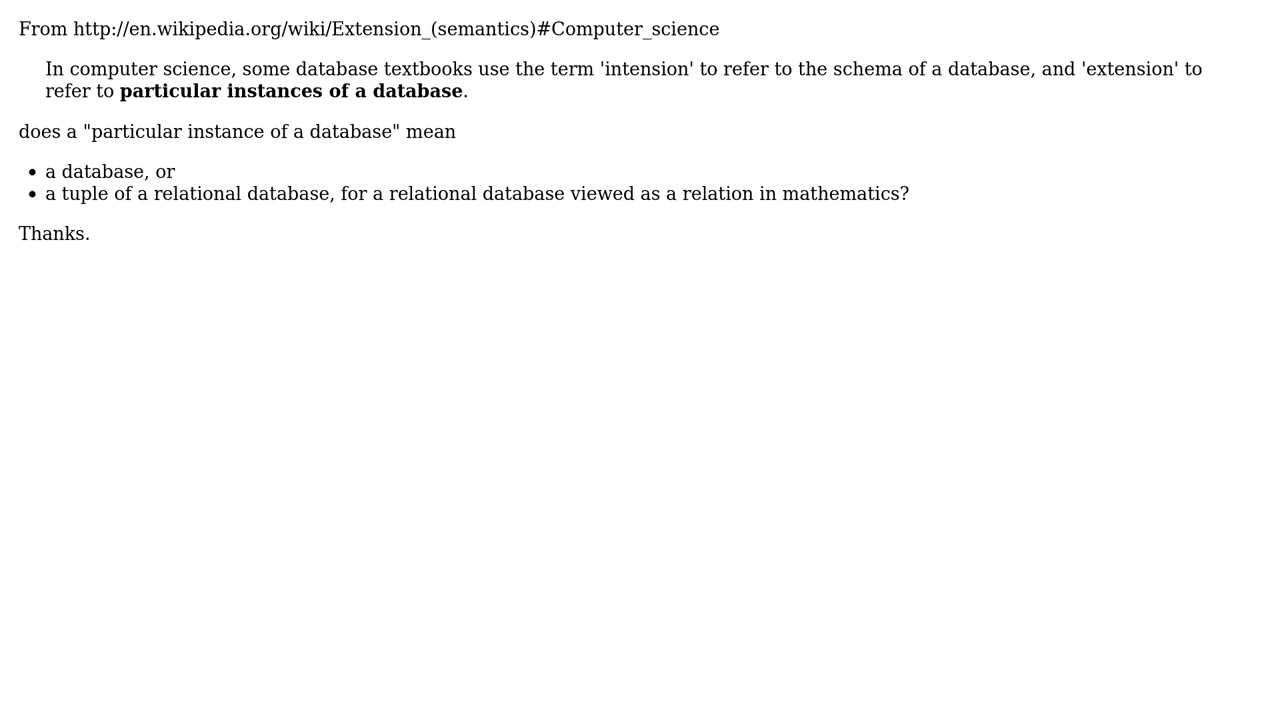 From http://en.wikipedia.org/wiki/Extension_(semantics)#Computer_science
In computer science, some database textbooks use the term 'intension' to refer to the schema of a database, and 'extension' to
refer to particular instances of a database.
does a "particular instance of a database" mean
• a database, or
• a tuple of a relational database, for a relational database viewed as a relation in mathematics?
Thanks.